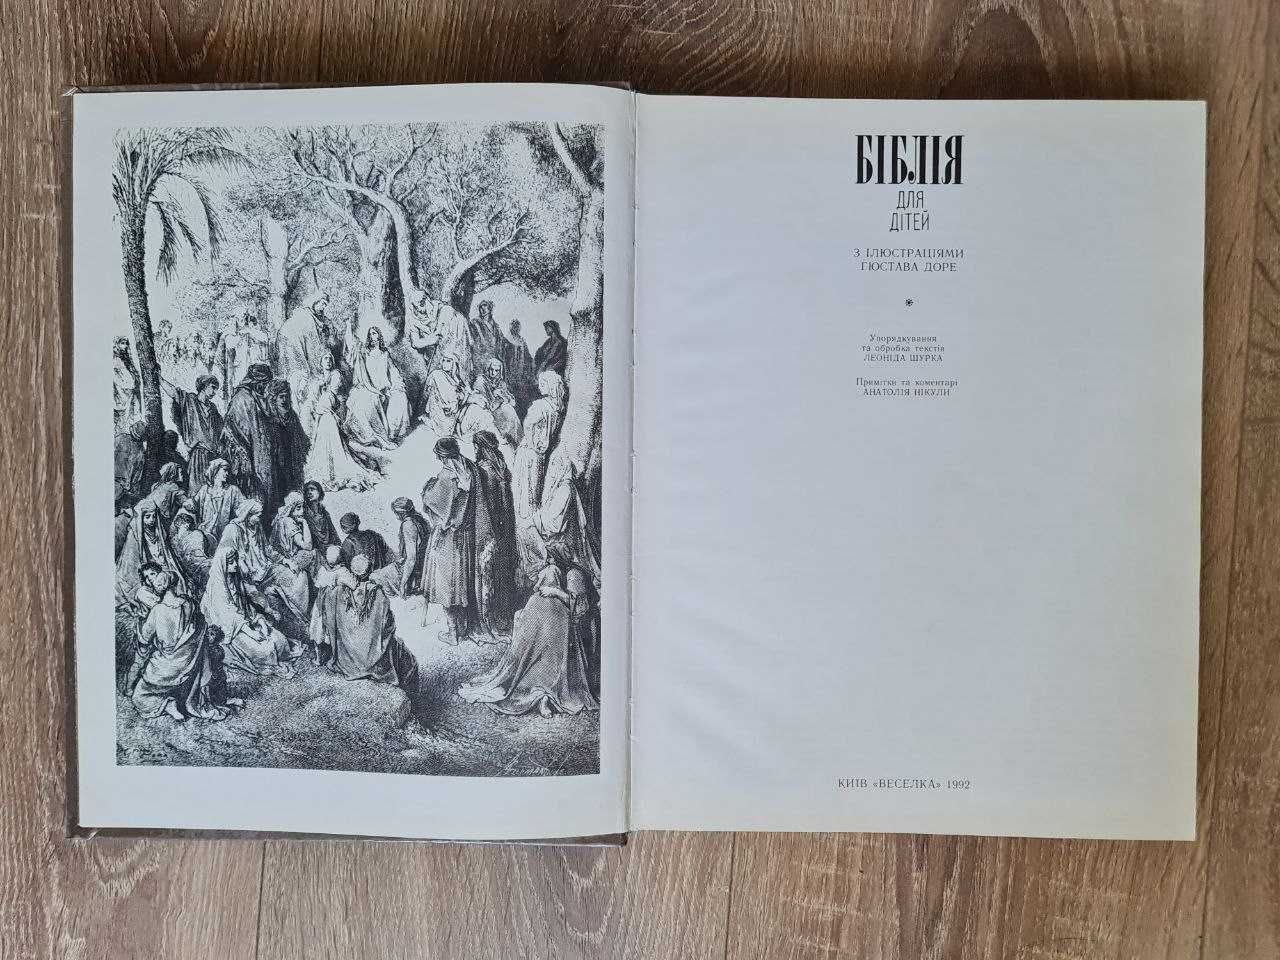 БІБЛІЯ
ДЛЯ
ДІТЕЙ
З ІЛЮСТРАЦІЯМИ
ГЮСТАВА ДОРЕ
*
Упорядкування
та обробка текстів
ЛЕОНІДА ШУРКА
Примітки та коментарі
АНАТОЛІЯ НІКУЛИ
КИЇВ «ВЕСЕЛКА» 1992